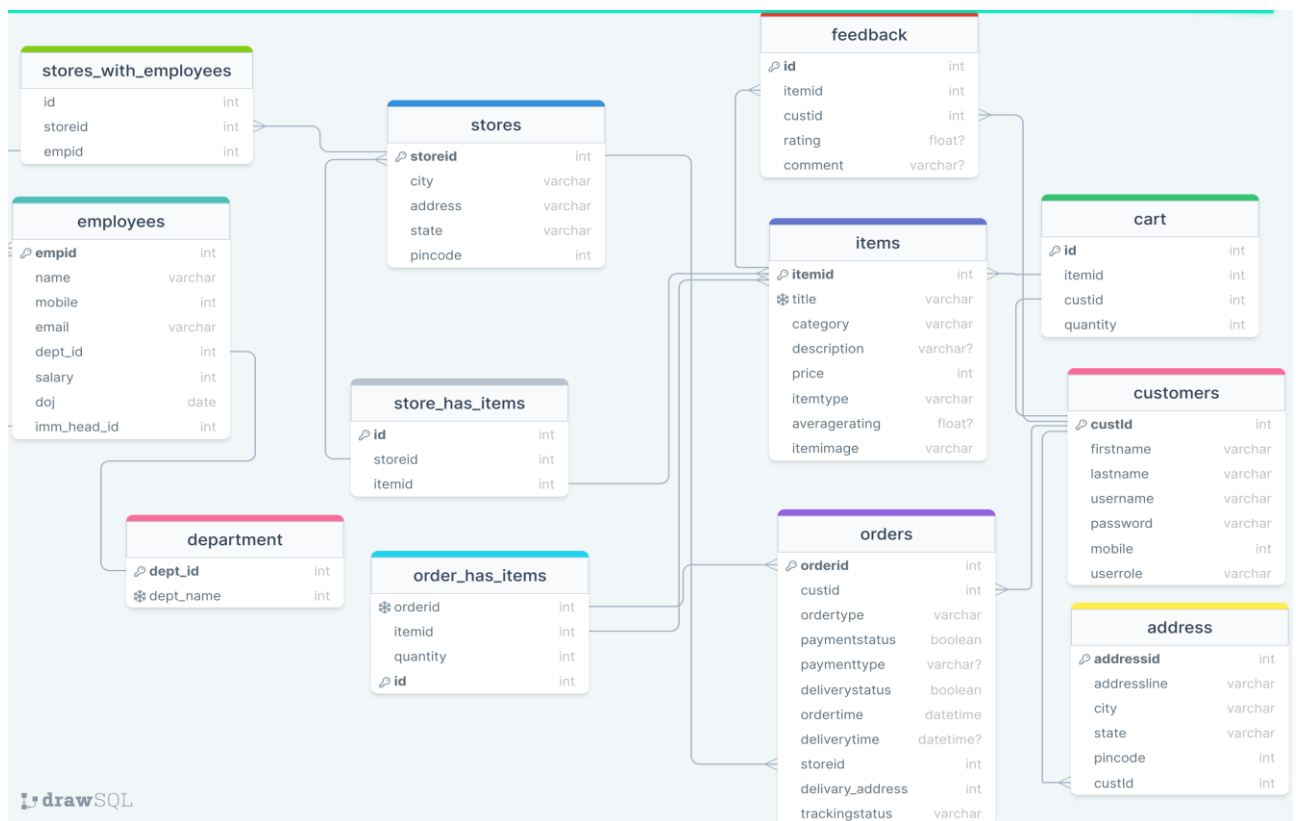 stores_with_employees
id int
storeid int
empid int
employees
empid int
name varchar
mobile int
email varchar
dept_id int
salary int
doj date
imm_head_id int
department
dept_id int
dept_name int
stores
storeid int
city varchar
address varchar
state varchar
pincode int
store_has_items
id int
storeid int
itemid int
order_has_items
orderid int
itemid int
quantity int
id int
feedback
id int
itemid int
custid int
rating float?
comment varchar?
items
itemid int
title varchar
category varchar
description varchar?
price int
itemtype varchar
averagerating float?
itemimage varchar
orders
orderid int
custid int
ordertype varchar
paymentstatus boolean
paymenttype varchar?
deliverystatus boolean
ordertime datetime
deliverytime datetime?
storeid int
delivary_address int
trackingstatus varchar
cart
id int
itemid int
custid int
quantity int
customers
custId int
firstname varchar
lastname varchar
username varchar
password varchar
mobile int
userrole varchar
address
addressid int
addressline varchar
city varchar
state varchar
pincode int
custId int
drawSQL